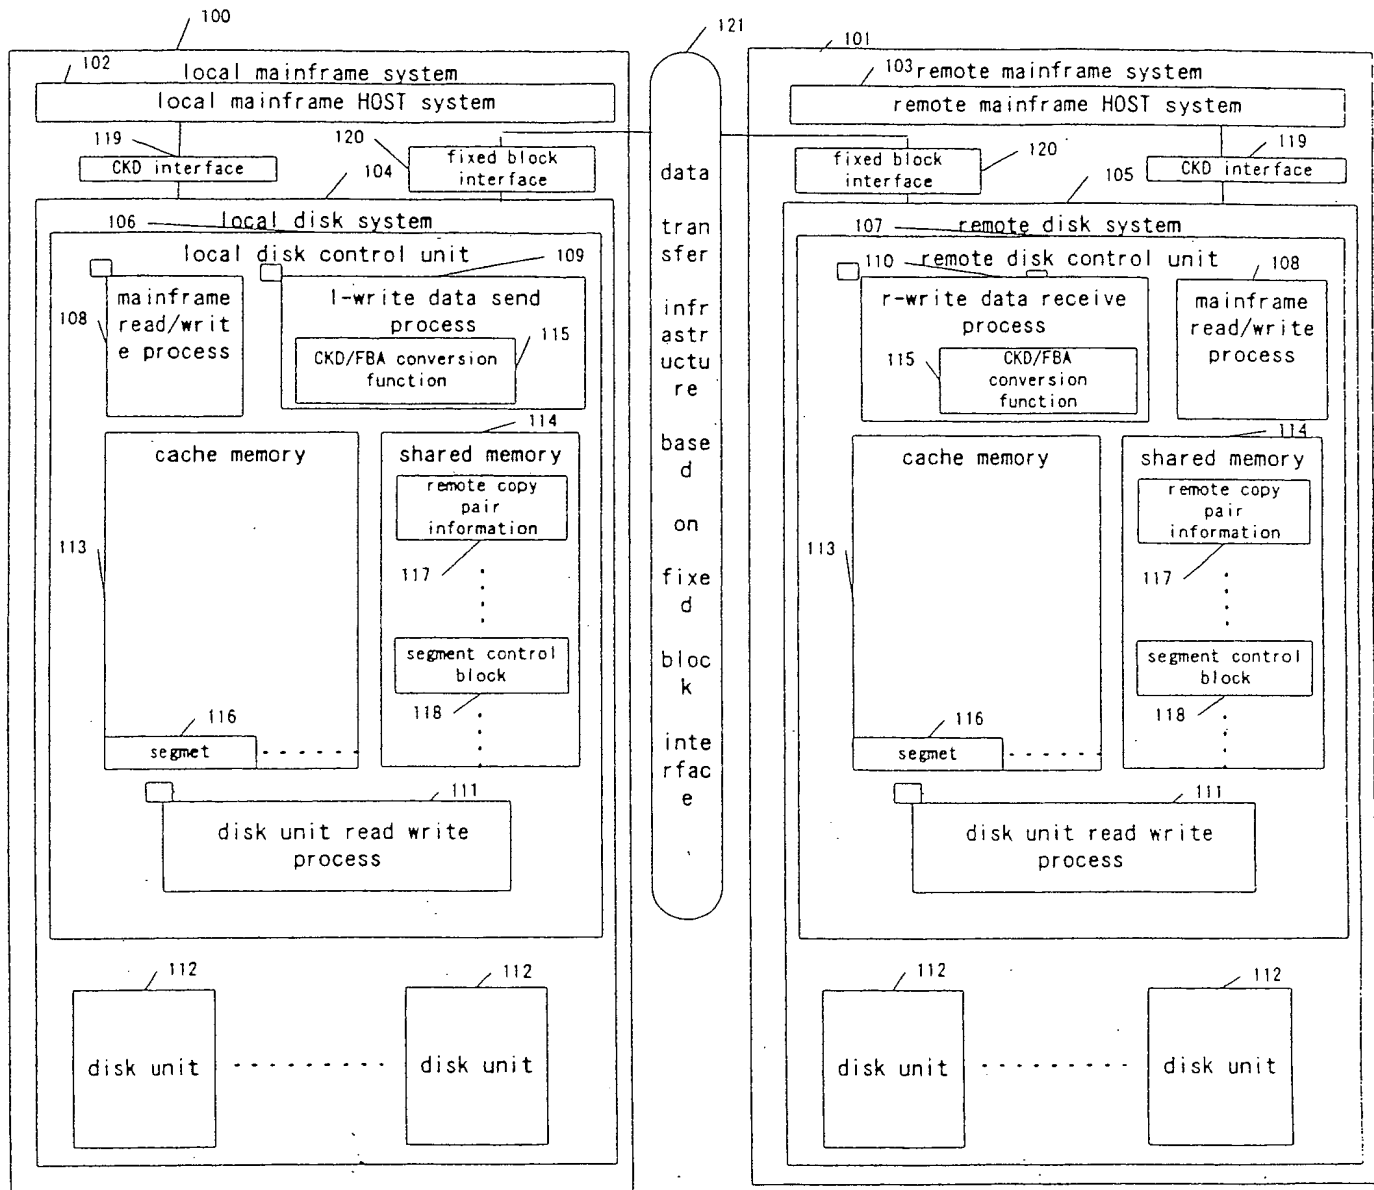 100
local mainframe system
102
local mainframe HOST system
119
CKD interface
120
fixed block
interface
104
local disk system
106
local disk control unit
109
108
mainframe
read/writ
e process
l-write data send
process
115
CKD/FBA conversion
function
cache memory
113
114
shared memory
remote copy
pair
information
117
segment control
block
118
116
segmet
111
disk unit read write
process
112
disk unit
112
disk unit
121
data
tran
sfer
infr
astr
uctu
re
base
d
on
fixe
d
bloc
k
inte
rfac
e
101
remote mainframe system
103
remote mainframe HOST system
fixed block
interface
120
119
CKD interface
105
remote disk system
107
remote disk control unit
110
r-write data receive
process
115
CKD/FBA
conversion
function
108
mainframe
read/write
process
cache memory
113
114
shared memory
remote copy
pair
information
117
segment control
block
118
116
segmet
111
disk unit read write
process
112
disk unit
112
disk unit